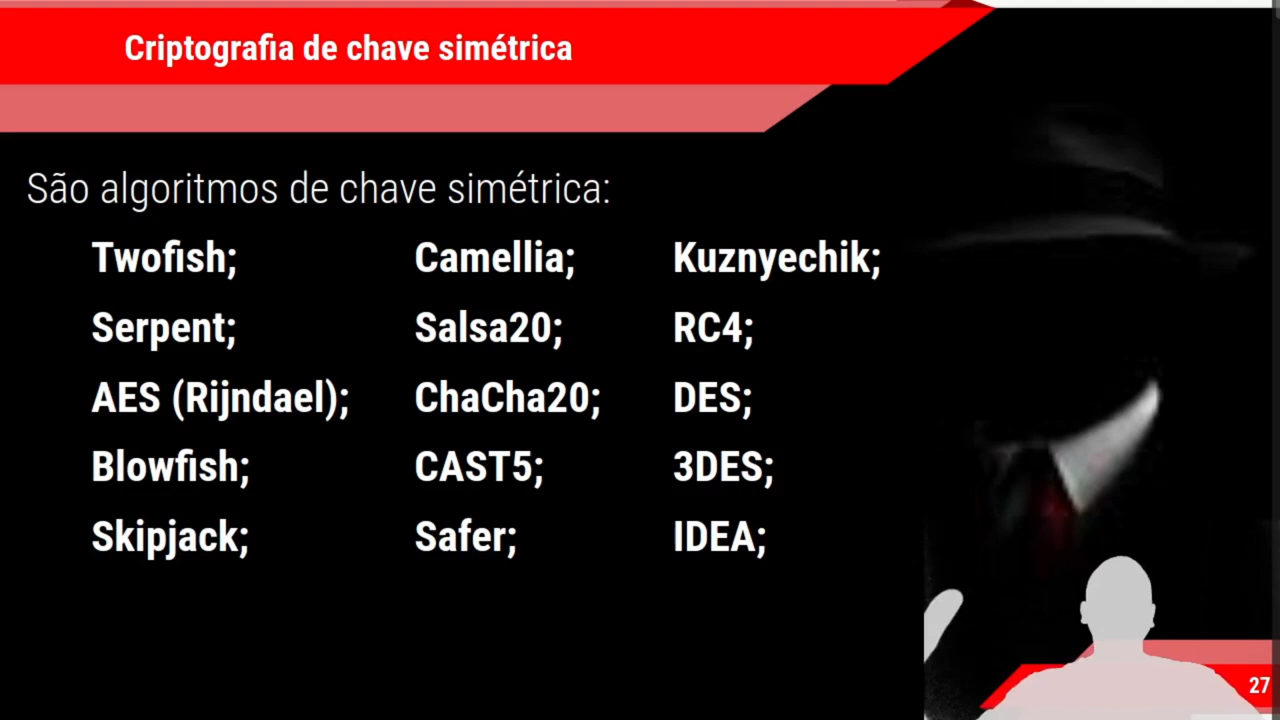 Criptografia de chave simétrica
São algoritmos de chave simétrica:
Twofish; Camellia; Kuznyechik;
Serpent; Salsa20; RC4;
AES (Rijndael); ChaCha20; DES;
Blowfish; CAST5; 3DES;
Skipjack; Safer; IDEA;
27